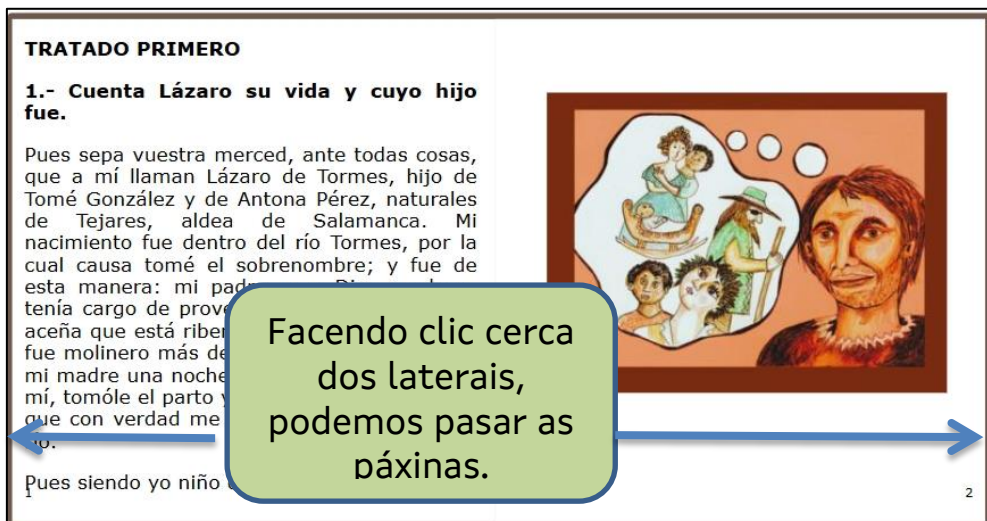 TRATADO PRIMERO
1.- Cuenta Lázaro su vida y cuyo hijo
fue.
Pues sepa vuestra merced, ante todas cosas,
que a mí llaman Lázaro de Tormes, hijo de
Tomé González y de Antona Pérez, naturales
de Tejares, aldea de Salamanca. Mi
nacimiento fue dentro del río Tormes, por la
cual causa tomé el sobrenombre; y fue de
esta manera: mi
tenía cargo de
aceña que está
fue molinero más
mi madre una noche
mí, tomóle el parto y
que con verdad me
Pues siendo yo niño
1
Facendo clic cerca
dos laterais,
podemos pasar as
páxinas.
2